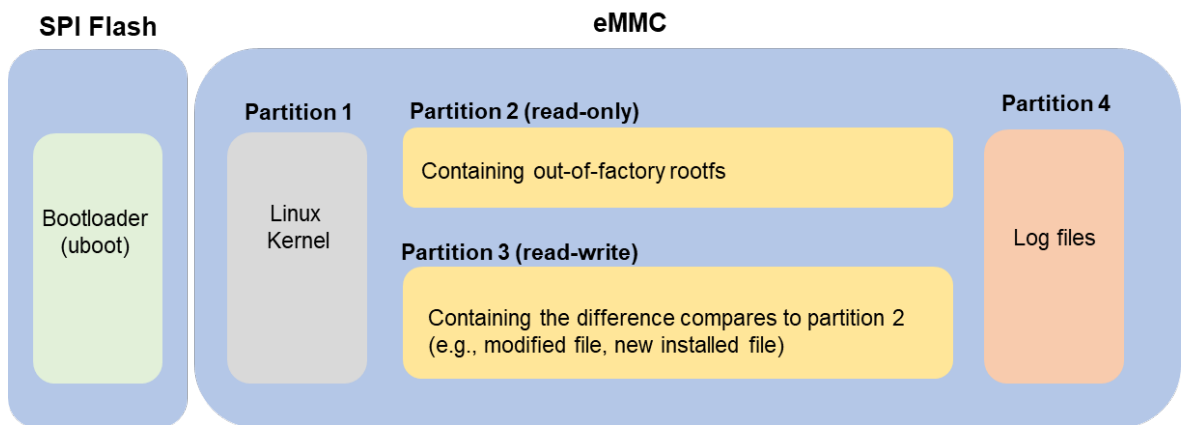 SPI Flash
eMMC
Bootloader
(uboot)
Partition 1
Linux
Kernel
Partition 2 (read-only)
Containing out-of-factory rootfs
Partition 3 (read-write)
Containing the difference compares to partition 2
(e.g., modified file, new installed file)
Partition 4
Log files